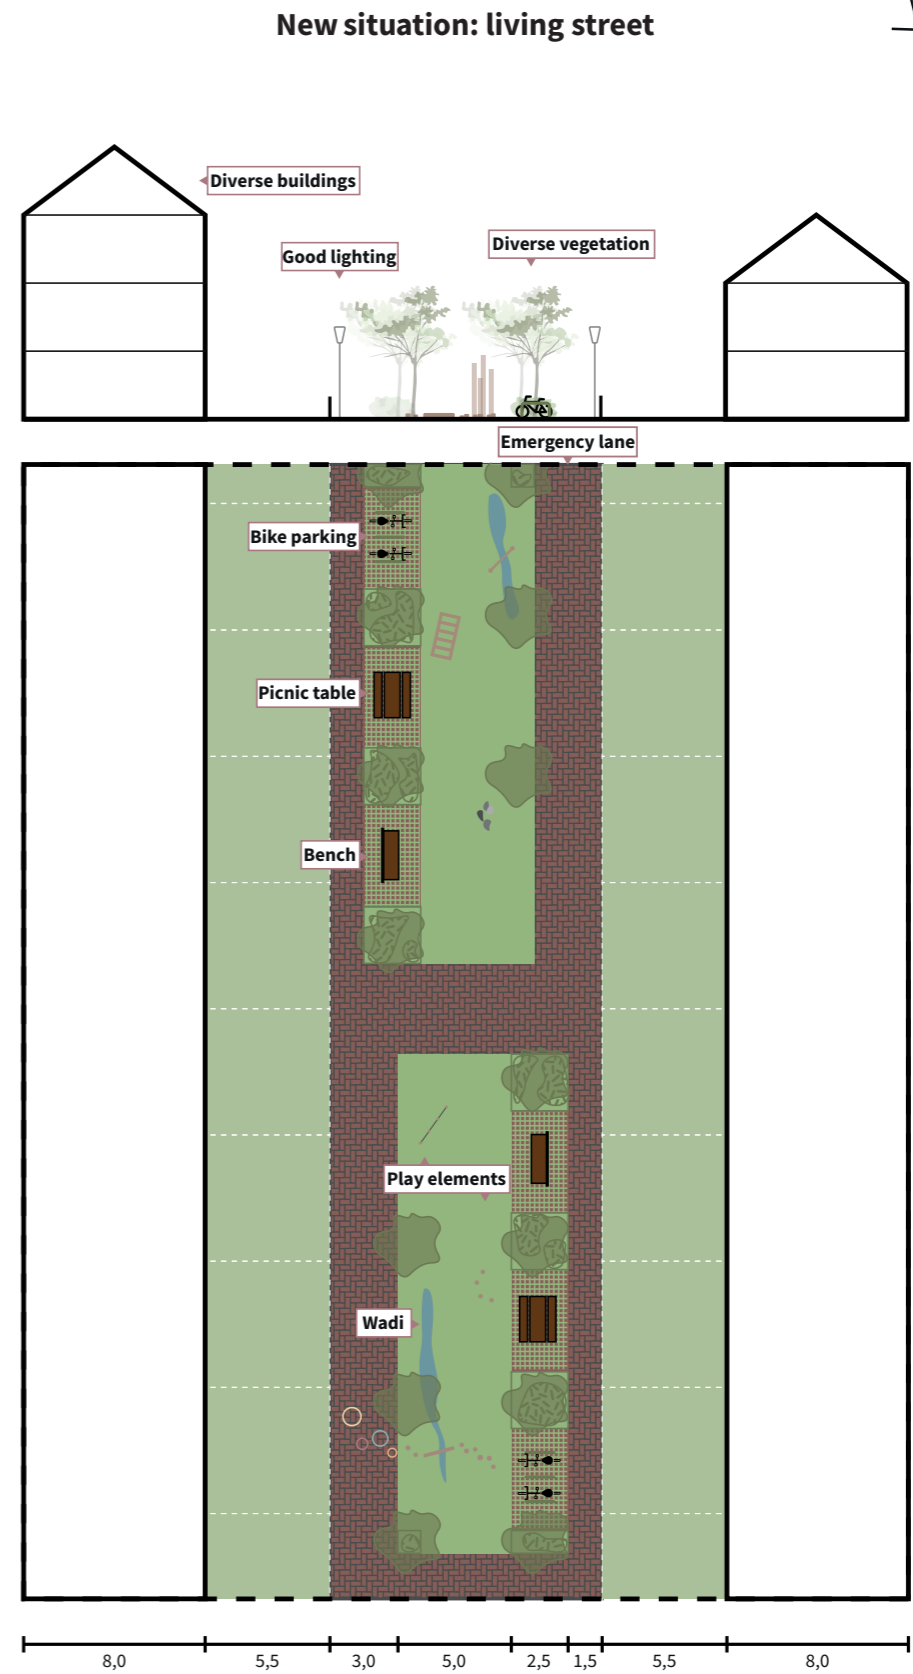 New situation: living street
Diverse buildings
Diverse vegetation
Good lighting
Emergency lane
Bike parking
Picnic table
Bench
Play elements
Wadi
8,0 5,5 3,0 5,0 2,5 1,5 5,5 8,0